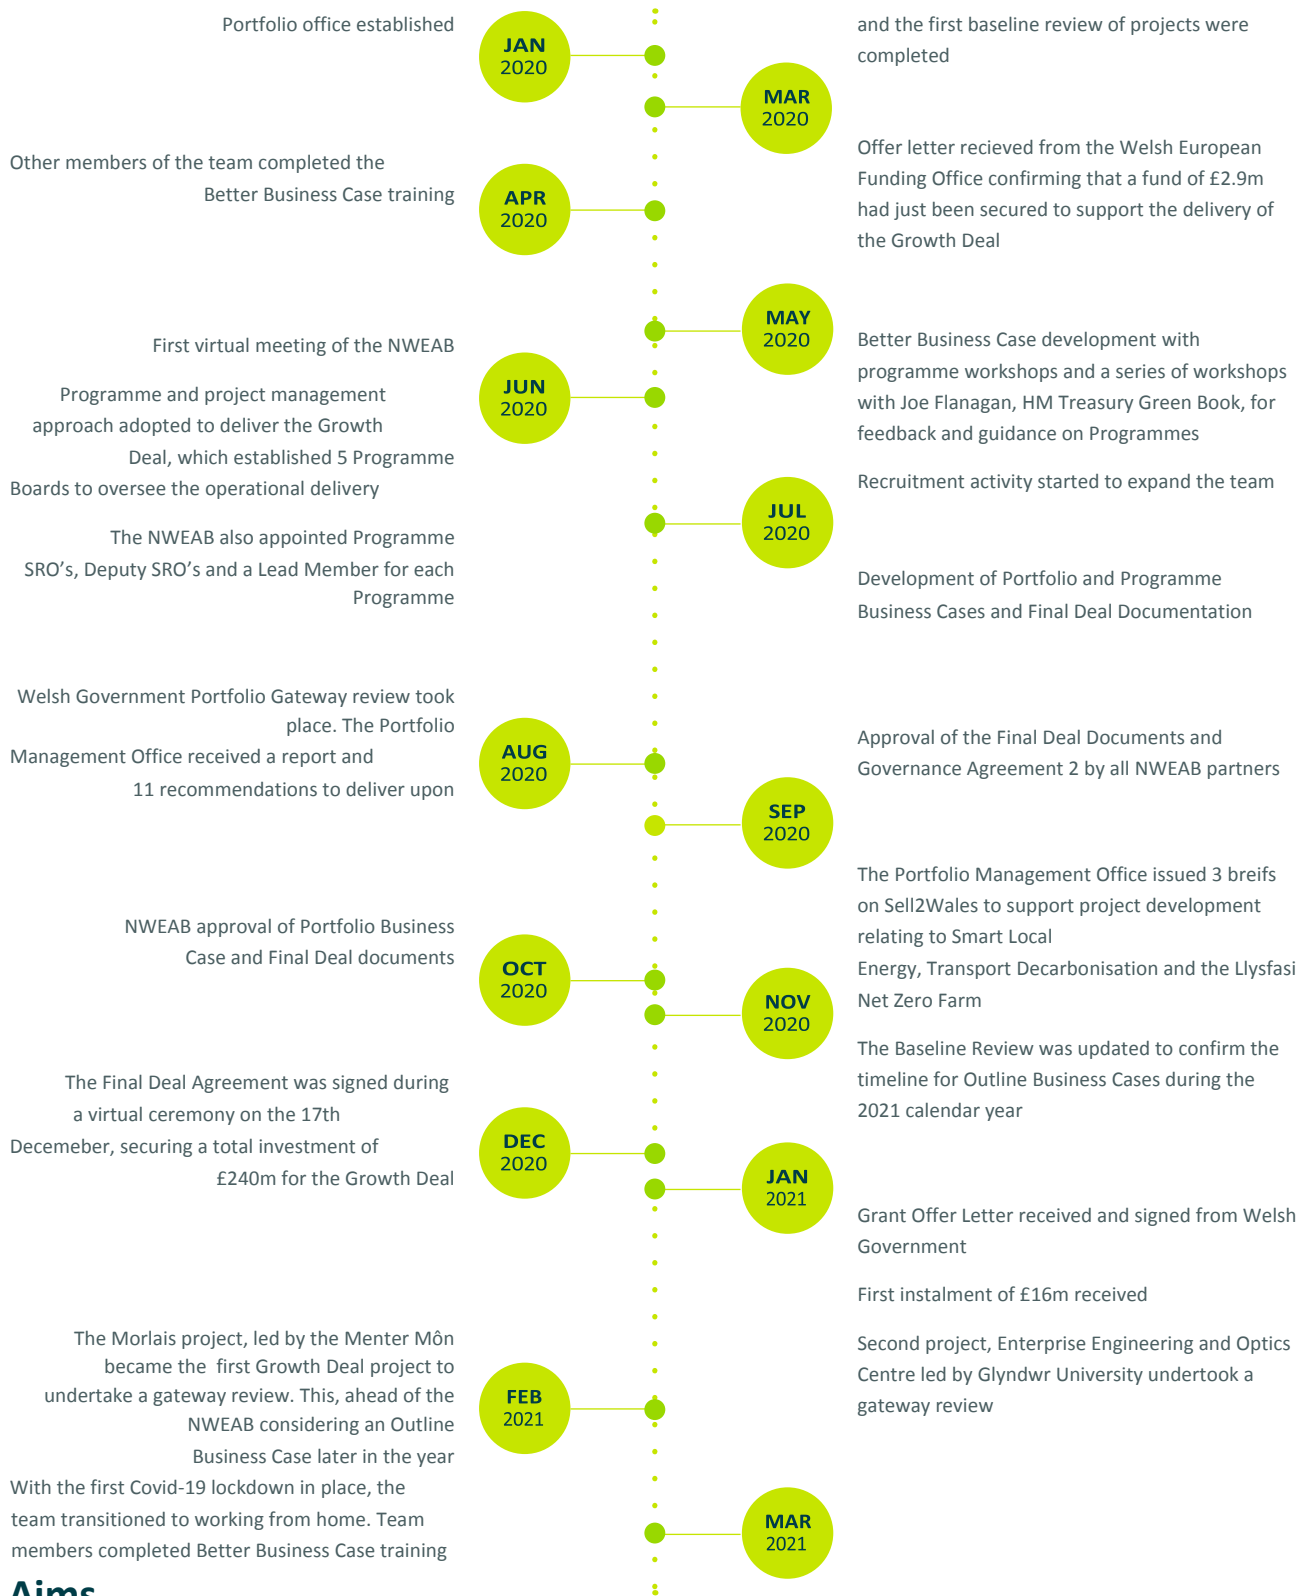 Portfolio office established
JAN
2020
and the first baseline review of projects were
completed
MAR
2020
Other members of the team completed the
Better Business Case training
APR
2020
Offer letter recieved from the Welsh European
Funding Office confirming that a fund of £2.9m
had just been secured to support the delivery of
the Growth Deal
MAY
2020
Better Business Case development with
programme workshops and a series of workshops
with Joe Flanagan, HM Treasury Green Book, for
feedback and guidance on Programmes
First virtual meeting of the NWEAB
Programme and project management
approach adopted to deliver the Growth
Deal, which established 5 Programme
Boards to oversee the operational delivery
The NWEAB also appointed Programme
SRO's, Deputy SRO's and a Lead Member for each
Programme
JUN
2020
Recruitment activity started to expand the team
JUL
2020
Development of Portfolio and Programme
Business Cases and Final Deal Documentation
Welsh Government Portfolio Gateway review took
place. The Portfolio
Management Office received a report and
11 recommendations to deliver upon
AUG
2020
Approval of the Final Deal Documents and
Governance Agreement 2 by all NWEAB partners
SEP
2020
The Portfolio Management Office issued 3 breifs
on Sell2Wales to support project development
relating to Smart Local
Energy, Transport Decarbonisation and the Llysfasi
Net Zero Farm
NWEAB approval of Portfolio Business
Case and Final Deal documents
OCT
2020
NOV
2020
The Baseline Review was updated to confirm the
timeline for Outline Business Cases during the
2021 calendar year
The Final Deal Agreement was signed during
a virtual ceremony on the 17th
Decemeber, securing a total investment of
£240m for the Growth Deal
DEC
2020
JAN
2021
Grant Offer Letter received and signed from Welsh
Government
First instalment of £16m received
Second project, Enterprise Engineering and Optics
Centre led by Glyndwr University undertook a
gateway review
The Morlais project, led by the Menter Môn
became the first Growth Deal project to
undertake a gateway review. This, ahead of the
NWEAB considering an Outline
Business Case later in the year
FEB
2021
With the first Covid-19 lockdown in place, the
team transitioned to working from home. Team
members completed Better Business Case training
MAR
2021
Aims